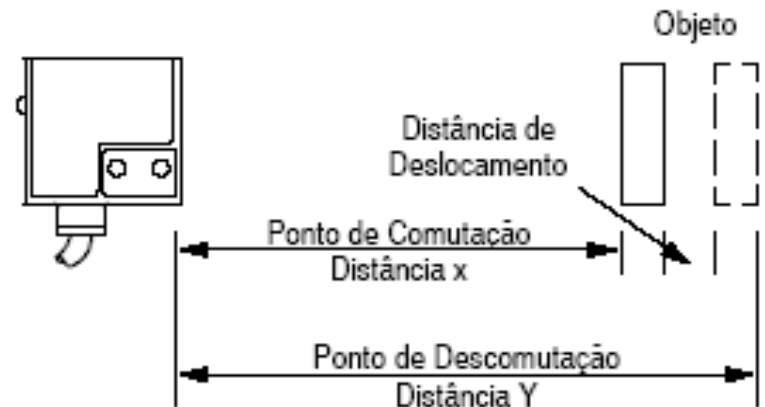 Objeto
Distância de
Deslocamento
Ponto de Comutação
Distância x
Ponto de Descomutação
Distância Y